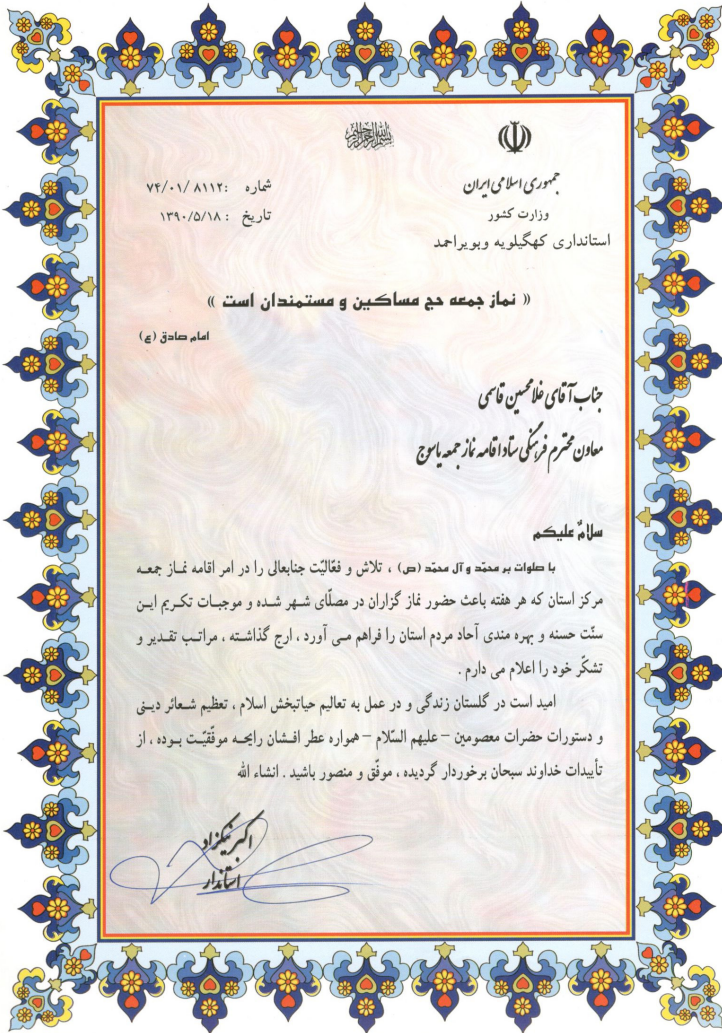 بسم الله الرحمن الرحیم
جمهوری اسلامی ایران
وزارت کشور
استانداری کهگیلویه وبویراحمد
شماره : ۷۴/۰۱/ ۸۱۱۲
تاریخ : ۱۳۹۰/۵/۱۸
« نماز جمعه حج مساکین و مستمندان است »
امام صادق (ع)
جناب آقای غلامحسین قاسمی
معاون محترم فرهنگی ستاد اقامه نماز جمعه یاسوج
سلامٌ علیکم
با صلوات بر محمّد و آل محمّد (ص) ، تلاش و فعّالیّت جنابعالی را در امر اقامه نماز جمعه
مرکز استان که هر هفته باعث حضور نماز گزاران در مصلّای شهر شده و موجبات تکریم این
سنّت حسنه و بهره مندی آحاد مردم استان را فراهم می آورد ، ارج گذاشته ، مراتب تقدیر و
تشکّر خود را اعلام می دارم .
امید است در گلستان زندگی و در عمل به تعالیم حیاتبخش اسلام ، تعظیم شعائر دینی
و دستورات حضرات معصومین – علیهم السّلام – همواره عطر افشان رایحه موفّقیّت بوده ، از
تأییدات خداوند سبحان برخوردار گردیده ، موفّق و منصور باشید . انشاء الله
اکبر نیکزاد
استاندار